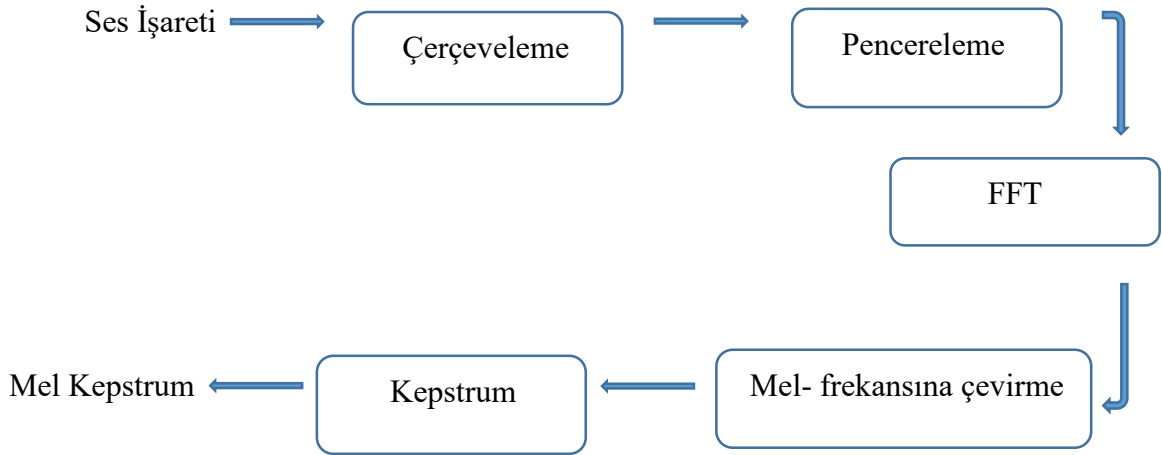 Ses İşareti
Çerçeveleme
Pencereleme
FFT
Mel- frekansına çevirme
Kepstrum
Mel Kepstrum